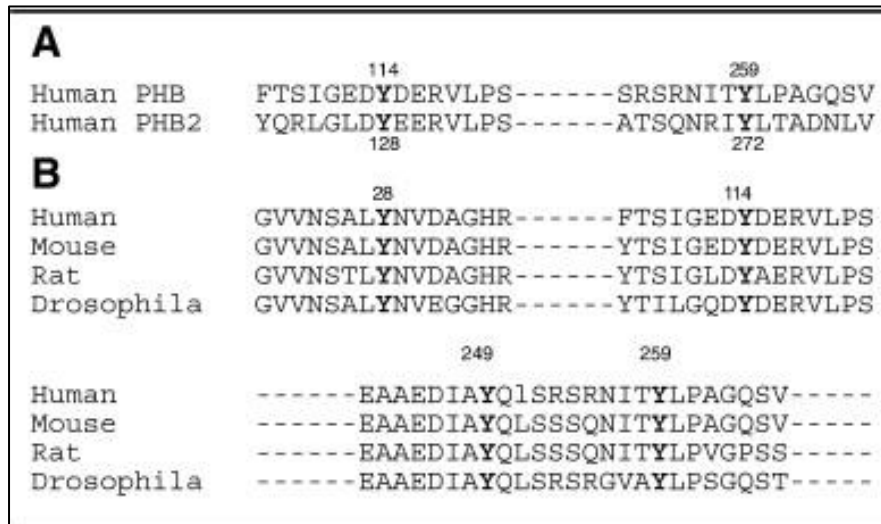 A
114 259
Human PHB FTSIGEDYDERVLPS------SRSRNITYLPAGQSV
Human PHB2 YQRLGLDYEERVLPS------ATSQNRIYLTADNLV
128 272
B
28 114
Human GVVNSALYNVDAGHR------FTSIGEDYDERVLPS
Mouse GVVNSALYNVDAGHR------YTSIGEDYDERVLPS
Rat GVVNSTLYNVDAGHR------YTSIGLDYAERVLPS
Drosophila GVVNSALYNVEGGHR------YTILGQDYDERVLPS
249 259
Human ------EAAEDIAYQlSRSRNITYLPAGQSV-----
Mouse ------EAAEDIAYQLSSSQNITYLPAGQSV-----
Rat ------EAAEDIAYQLSSSQNITYLPVGPSS-----
Drosophila ------EAAEDIAYQLSRSRGVAYLPSGQST-----